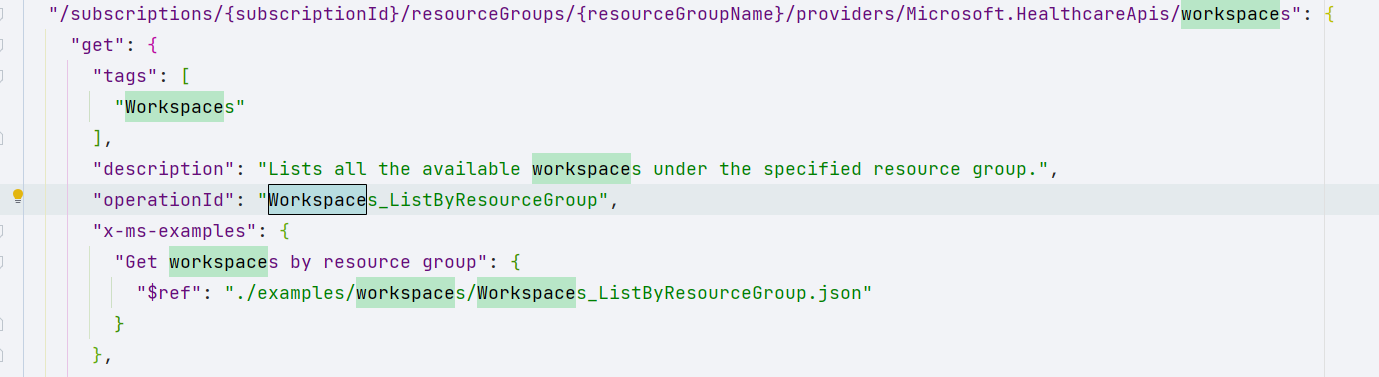 "/subscriptions/{subscriptionId}/resourceGroups/{resourceGroupName}/providers/Microsoft.HealthcareApis/workspaces": {
"get": {
"tags": [
"Workspaces"
],
"description": "Lists all the available workspaces under the specified resource group.",
"operationId": "Workspaces_ListByResourceGroup",
"x-ms-examples": {
"Get workspaces by resource group": {
"$ref": "./examples/workspaces/Workspaces_ListByResourceGroup.json"
}
},